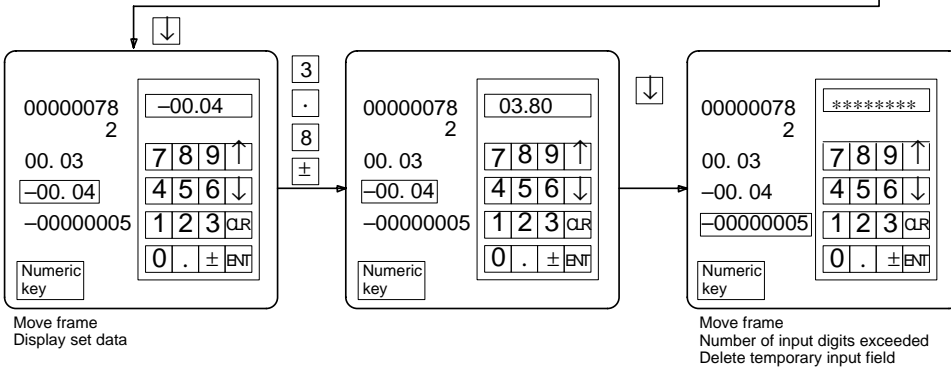 ↓
00000078
2
00. 03
–00. 04
–00000005
–00.04
7 8 9 ↑
4 5 6 ↓
1 2 3 CLR
0 . ± ENT
Numeric
key
Move frame
Display set data
3
.
8
±
00000078
2
00. 03
–00. 04
–00000005
03.80
7 8 9 ↑
4 5 6 ↓
1 2 3 CLR
0 . ± ENT
Numeric
key
↓
00000078
2
00. 03
–00. 04
–00000005
********
7 8 9 ↑
4 5 6 ↓
1 2 3 CLR
0 . ± ENT
Numeric
key
Move frame
Number of input digits exceeded
Delete temporary input field